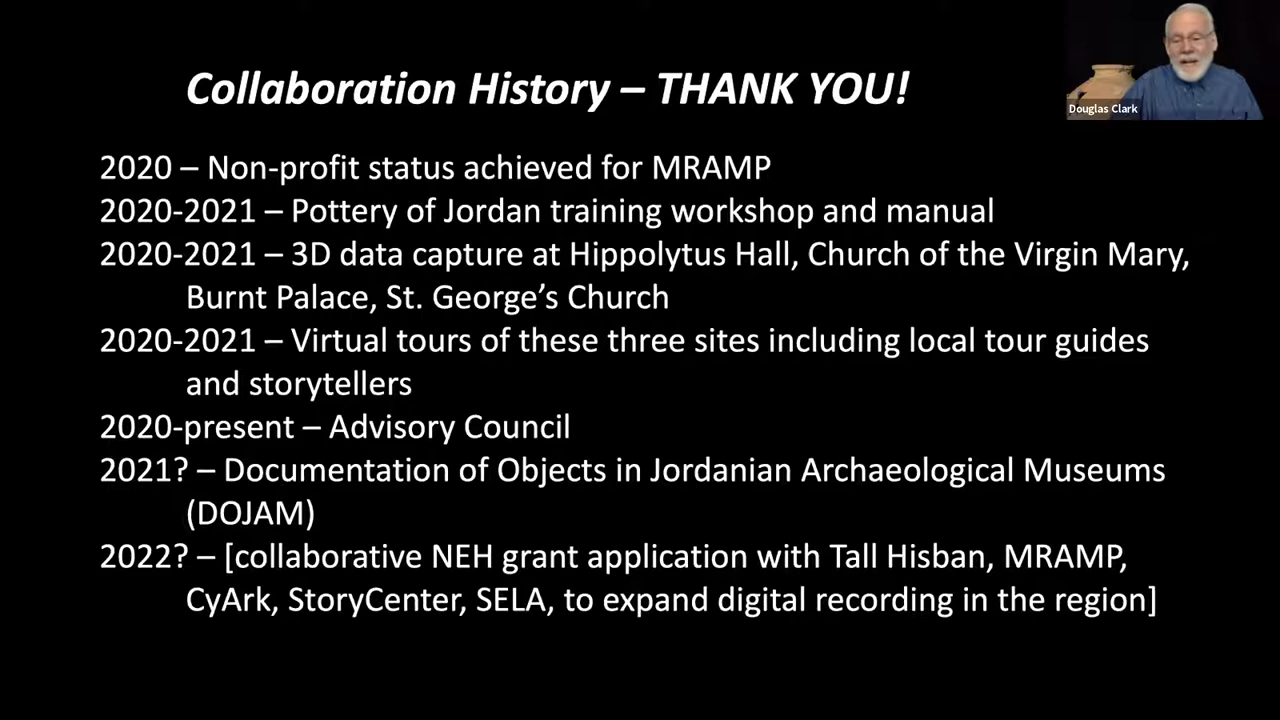 Collaboration History – THANK YOU!
Douglas Clark
2020 – Non-profit status achieved for MRAMP
2020-2021 – Pottery of Jordan training workshop and manual
2020-2021 – 3D data capture at Hippolytus Hall, Church of the Virgin Mary,
Burnt Palace, St. George’s Church
2020-2021 – Virtual tours of these three sites including local tour guides
and storytellers
2020-present – Advisory Council
2021? – Documentation of Objects in Jordanian Archaeological Museums
(DOJAM)
2022? – [collaborative NEH grant application with Tall Hisban, MRAMP,
CyArk, StoryCenter, SELA, to expand digital recording in the region]